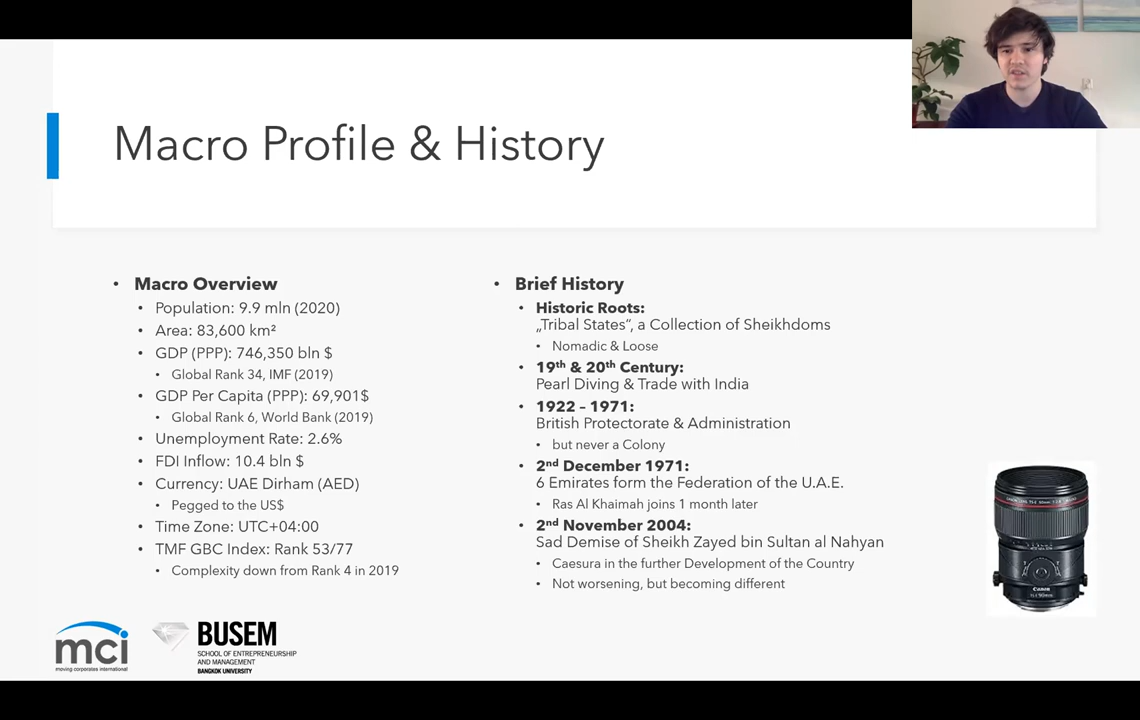 Macro Profile & History
• Macro Overview
• Population: 9.9 mln (2020)
• Area: 83,600 km²
• GDP (PPP): 746,350 bln $
• Global Rank 34, IMF (2019)
• GDP Per Capita (PPP): 69,901$
• Global Rank 6, World Bank (2019)
• Unemployment Rate: 2.6%
• FDI Inflow: 10.4 bln $
• Currency: UAE Dirham (AED)
• Pegged to the US$
• Time Zone: UTC+04:00
• TMF GBC Index: Rank 53/77
• Complexity down from Rank 4 in 2019
• Brief History
• Historic Roots:
„Tribal States“, a Collection of Sheikhdoms
• Nomadic & Loose
• 19th & 20th Century:
Pearl Diving & Trade with India
• 1922 – 1971:
British Protectorate & Administration
• but never a Colony
• 2nd December 1971:
6 Emirates form the Federation of the U.A.E.
• Ras Al Khaimah joins 1 month later
• 2nd November 2004:
Sad Demise of Sheikh Zayed bin Sultan al Nahyan
• Caesura in the further Development of the Country
• Not worsening, but becoming different
Canon
mci
moving corporates international
BUSEM
SCHOOL OF ENTREPRENEURSHIP
AND MANAGEMENT
BANGKOK UNIVERSITY